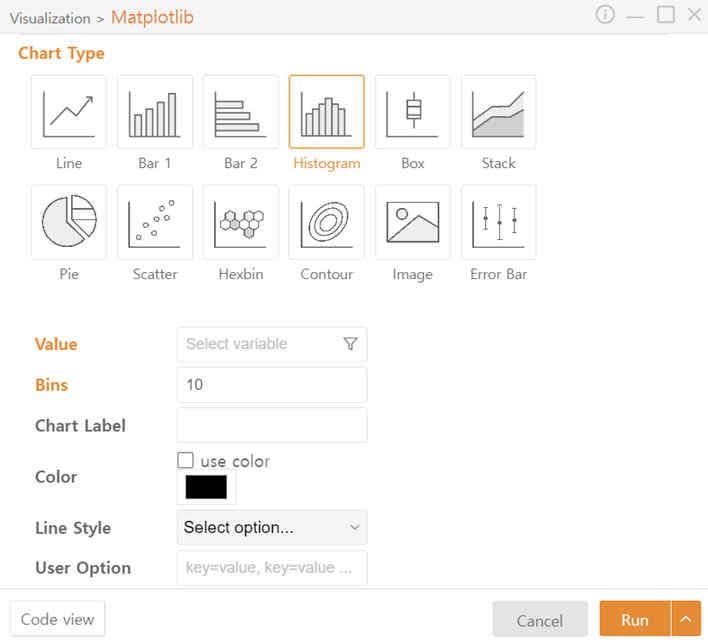 Visualization > Matplotlib
Chart Type
Line Bar 1 Bar 2 Histogram Box Stack
Pie Scatter Hexbin Contour Image Error Bar
Value Select variable
Bins 10
Chart Label
Color use color
Line Style Select option...
User Option key=value, key=value ...
Code view Cancel Run